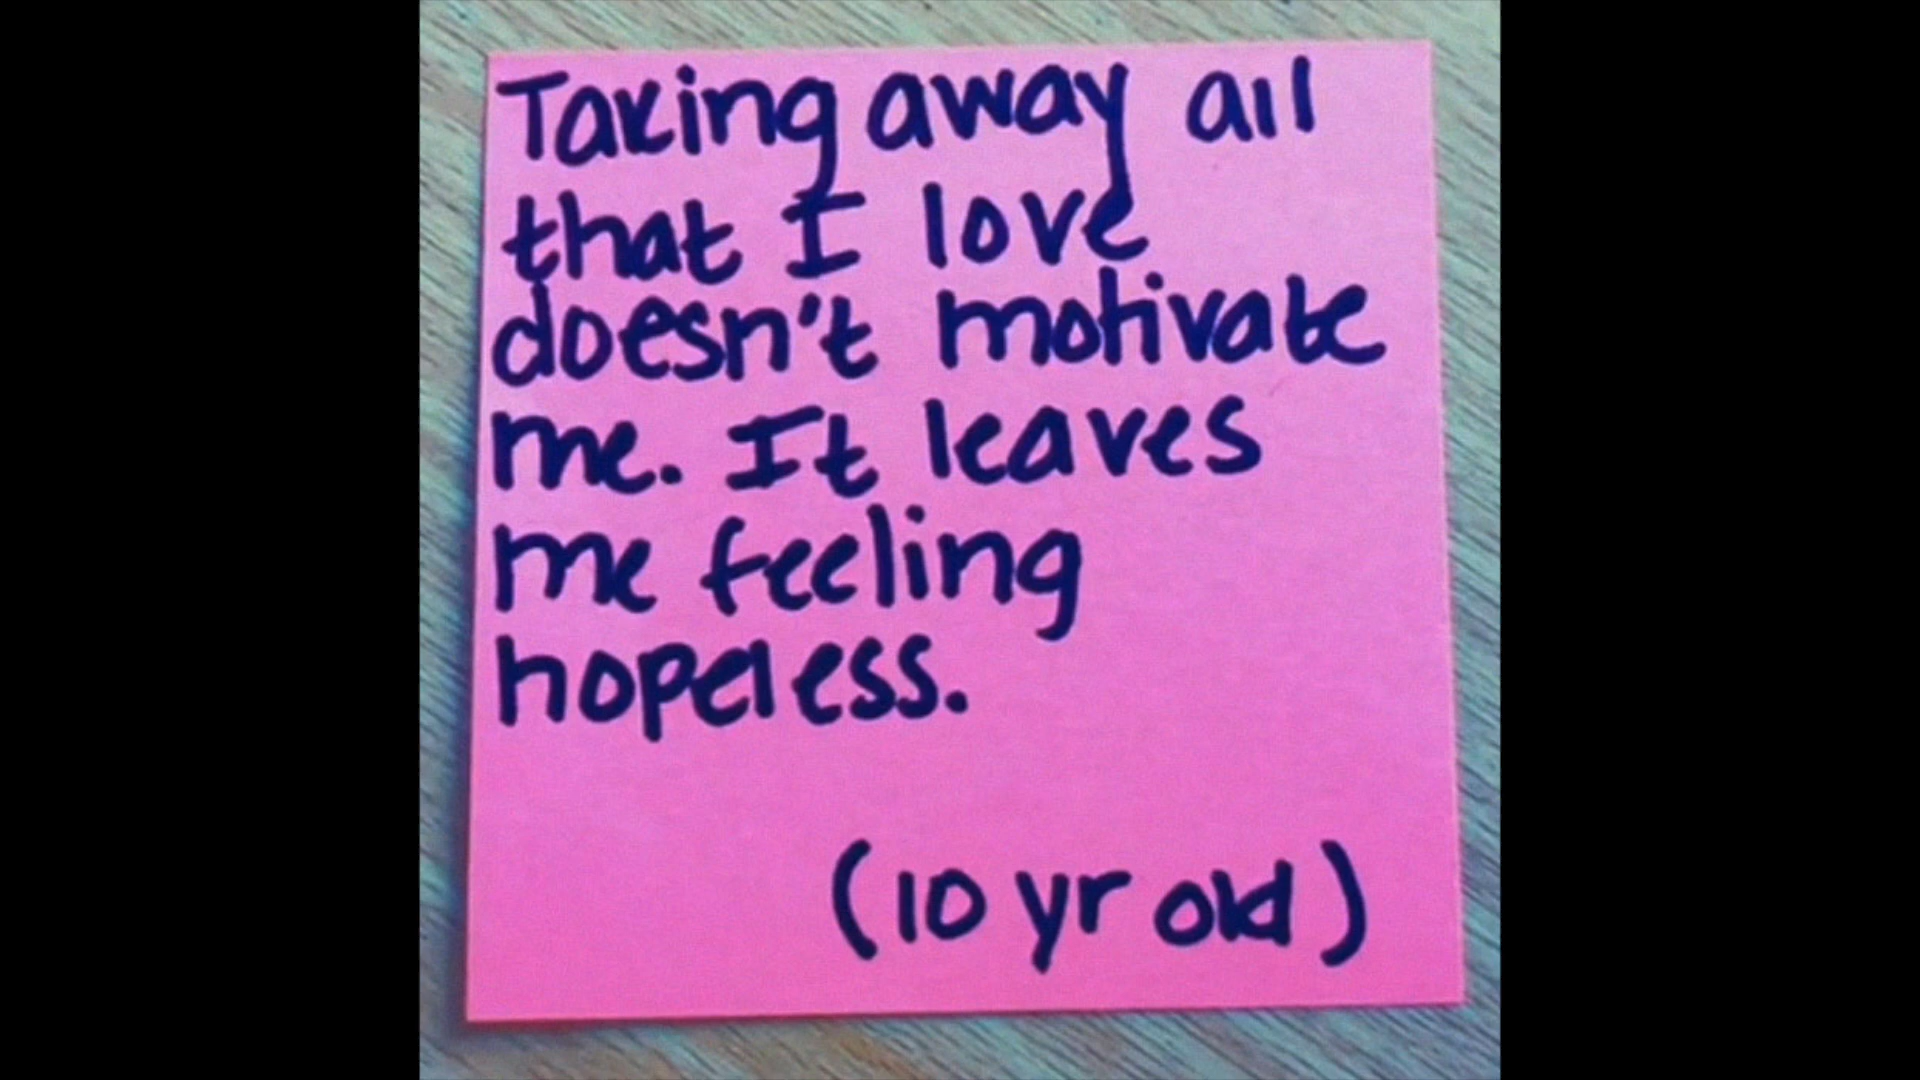 Taking away all
that I love
doesn't motivate
me. It leaves
me feeling
hopeless.
(10 yr old)